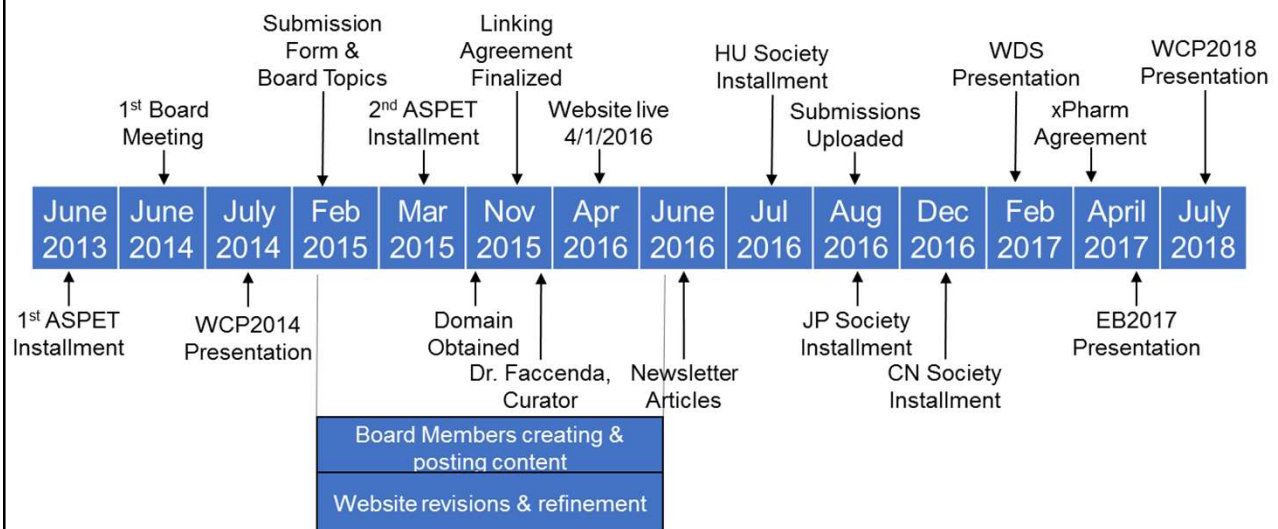 Submission
Form &
Board Topics
Linking
Agreement
Finalized
WDS
Presentation
WCP2018
Presentation
1st Board
Meeting
2nd ASPET
Installment
Website live
4/1/2016
HU Society
Installment
Submissions
Uploaded
xPharm
Agreement
June
2013
June
2014
July
2014
Feb
2015
Mar
2015
Nov
2015
Apr
2016
June
2016
Jul
2016
Aug
2016
Dec
2016
Feb
2017
April
2017
July
2018
1st ASPET
Installment
WCP2014
Presentation
Domain
Obtained
Dr. Faccenda,
Curator
Newsletter
Articles
JP Society
Installment
CN Society
Installment
EB2017
Presentation
Board Members creating &
posting content
Website revisions & refinement